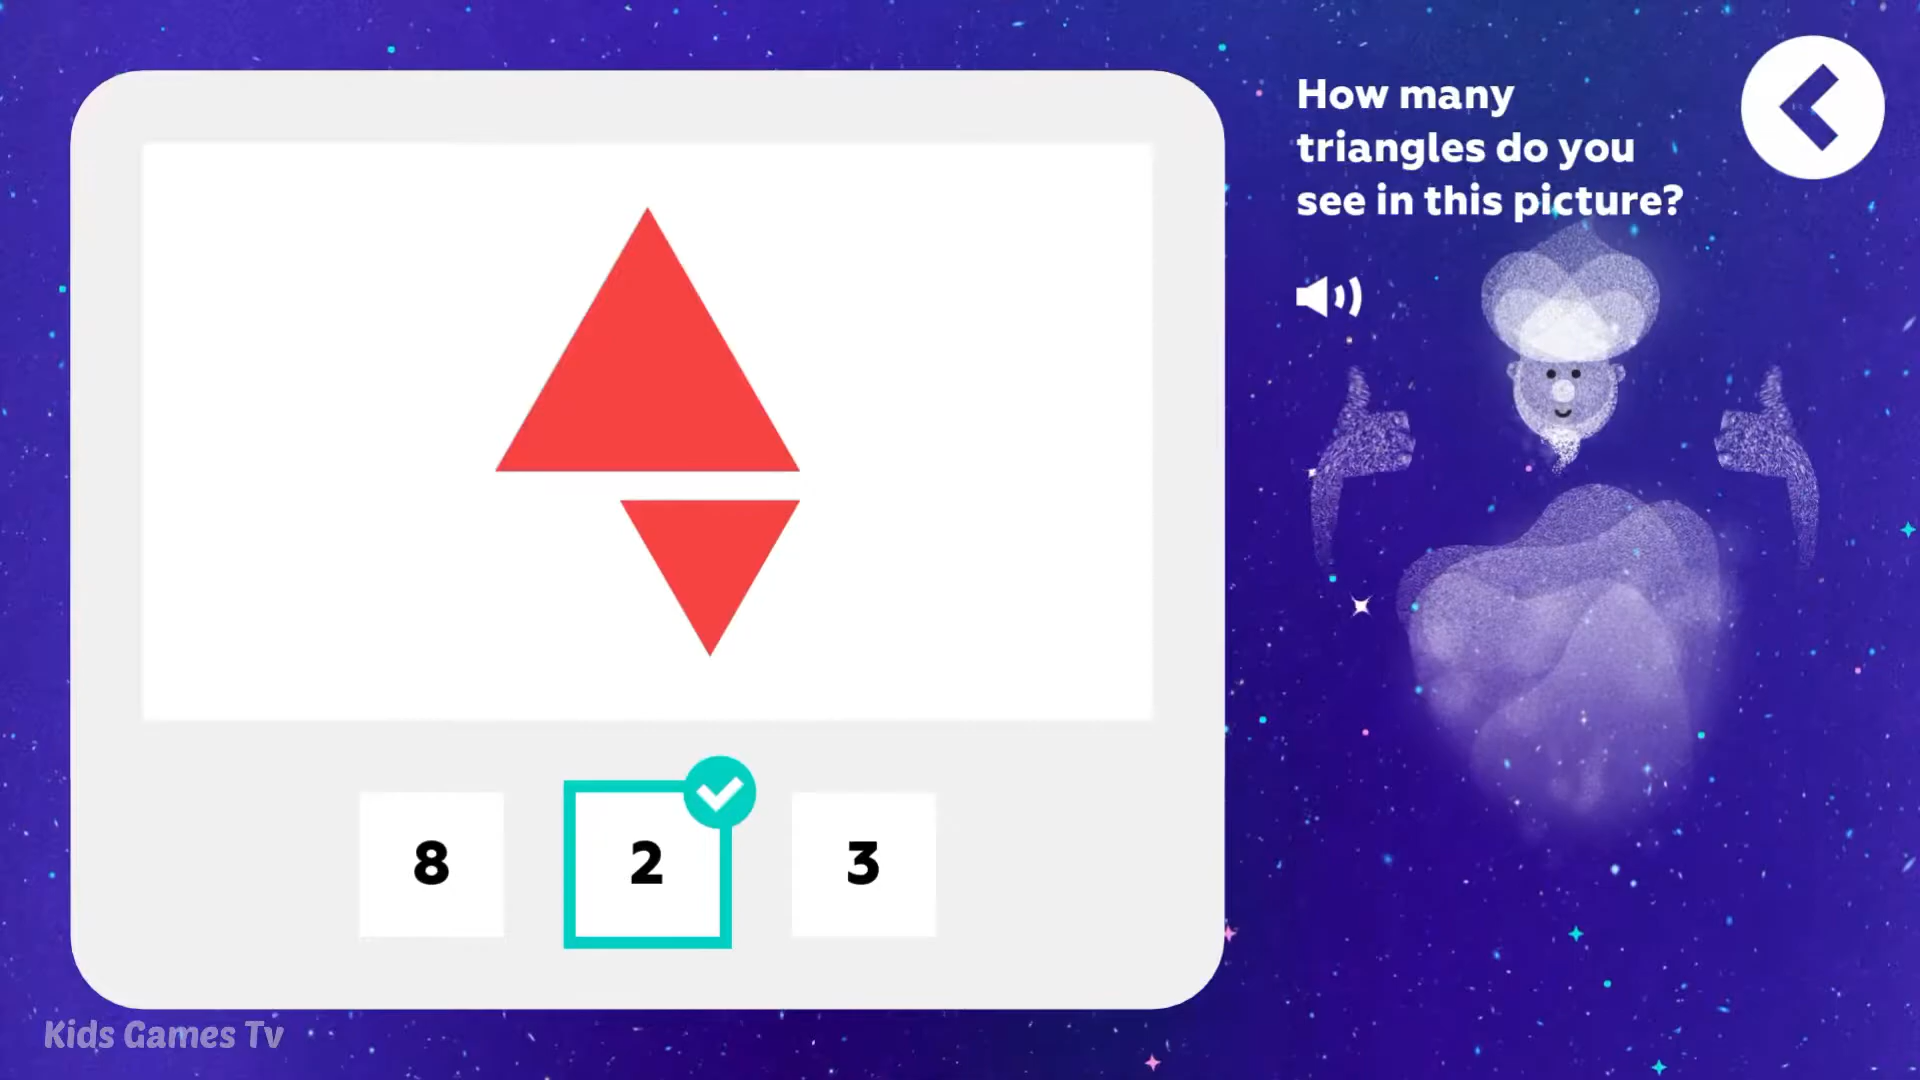 How many
triangles do you
see in this picture?
8 2 3
Kids Games Tv